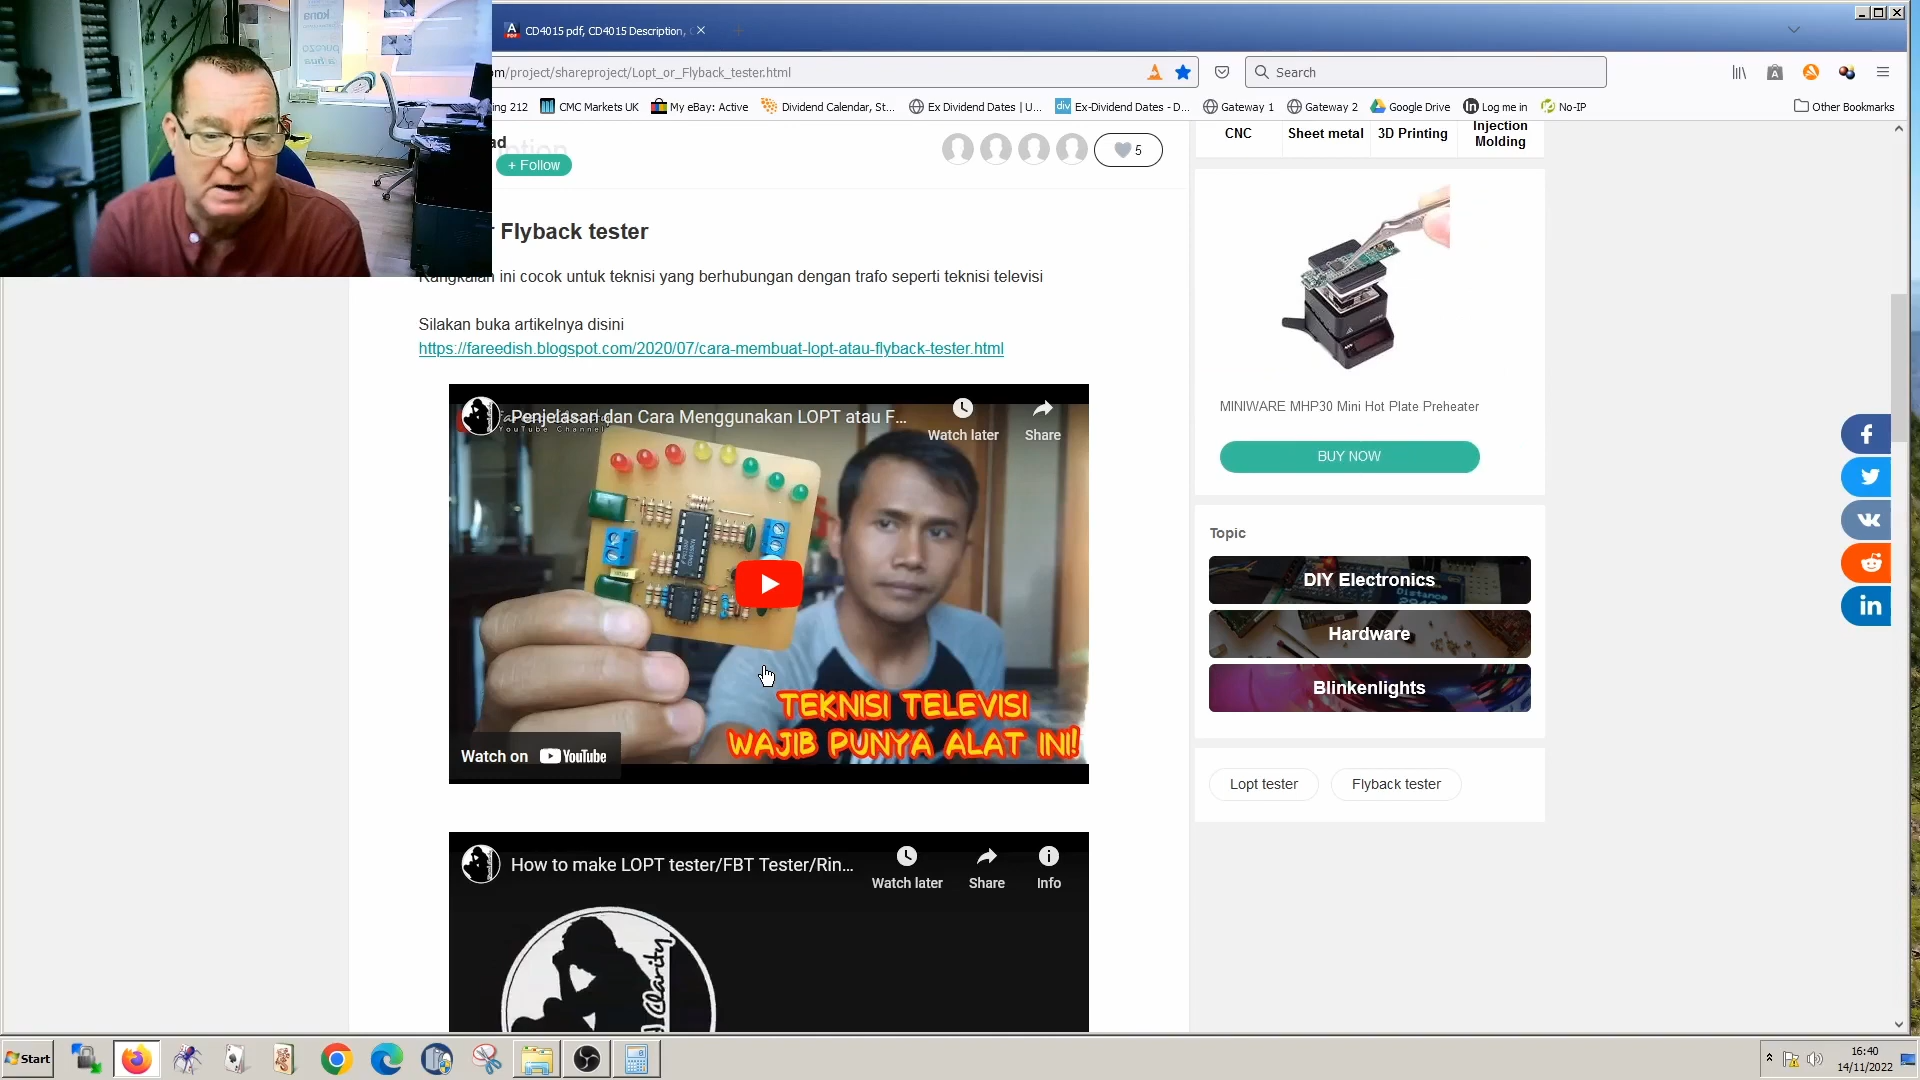 CD4015 pdf, CD4015 Description,
m/project/shareproject/Lopt_or_Flyback_tester.html
Search
ing 212
CMC Markets UK
My eBay: Active
Dividend Calendar, St...
Ex Dividend Dates | U...
Ex-Dividend Dates - D...
Gateway 1
Gateway 2
Google Drive
Log me in
No-IP
Other Bookmarks
ad
+ Follow
5
CNC
Sheet metal
3D Printing
Injection
Molding
Flyback tester
Rangkaian ini cocok untuk teknisi yang berhubungan dengan trafo seperti teknisi televisi
Silakan buka artikelnya disini
https://fareedish.blogspot.com/2020/07/cara-membuat-lopt-atau-flyback-tester.html
Penjelasan dan Cara Menggunakan LOPT atau F...
YouTube Channel
Watch later
Share
TEKNISI TELEVISI
WAJIB PUNYA ALAT INI!
Watch on YouTube
How to make LOPT tester/FBT Tester/Rin...
Watch later
Share
Info
Clarity
MINIWARE MHP30 Mini Hot Plate Preheater
BUY NOW
Topic
DIY Electronics
Hardware
Blinkenlights
Lopt tester
Flyback tester
Start
16:40
14/11/2022